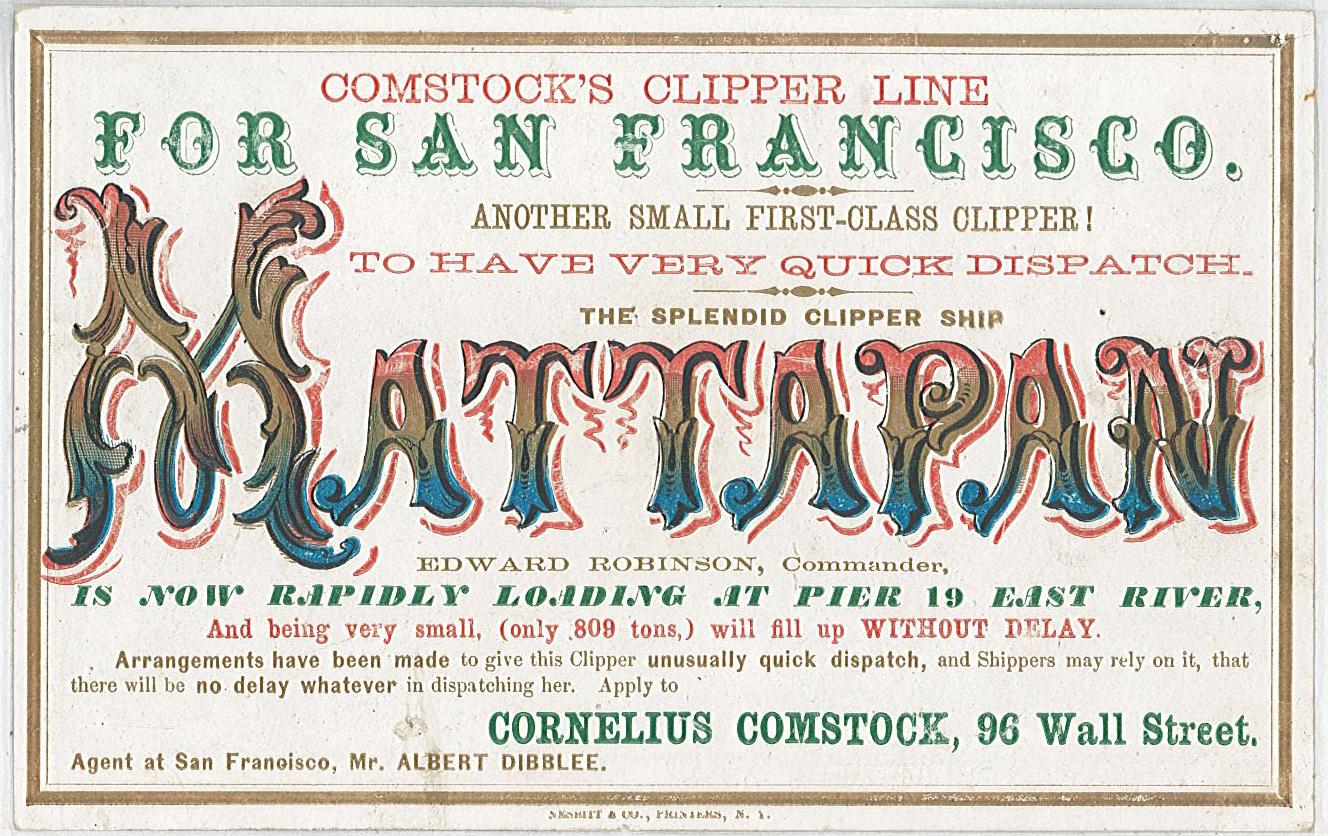 COMSTOCK'S CLIPPER LINE
FOR SAN FRANCISCO.
ANOTHER SMALL FIRST-CLASS CLIPPER!
TO HAVE VERY QUICK DISPATCH.
THE SPLENDID CLIPPER SHIP
MATTAPAN
EDWARD ROBINSON, Commander,
IS NOW RAPIDLY LOADING AT PIER 19 EAST RIVER,
And being very small, (only 809 tons,) will fill up WITHOUT DELAY.
Arrangements have been made to give this Clipper unusually quick dispatch, and Shippers may rely on it, that
there will be no delay whatever in dispatching her. Apply to
CORNELIUS COMSTOCK, 96 Wall Street.
Agent at San Francisco, Mr. ALBERT DIBBLEE.
NESBITT & CO., PRINTERS, N. Y.